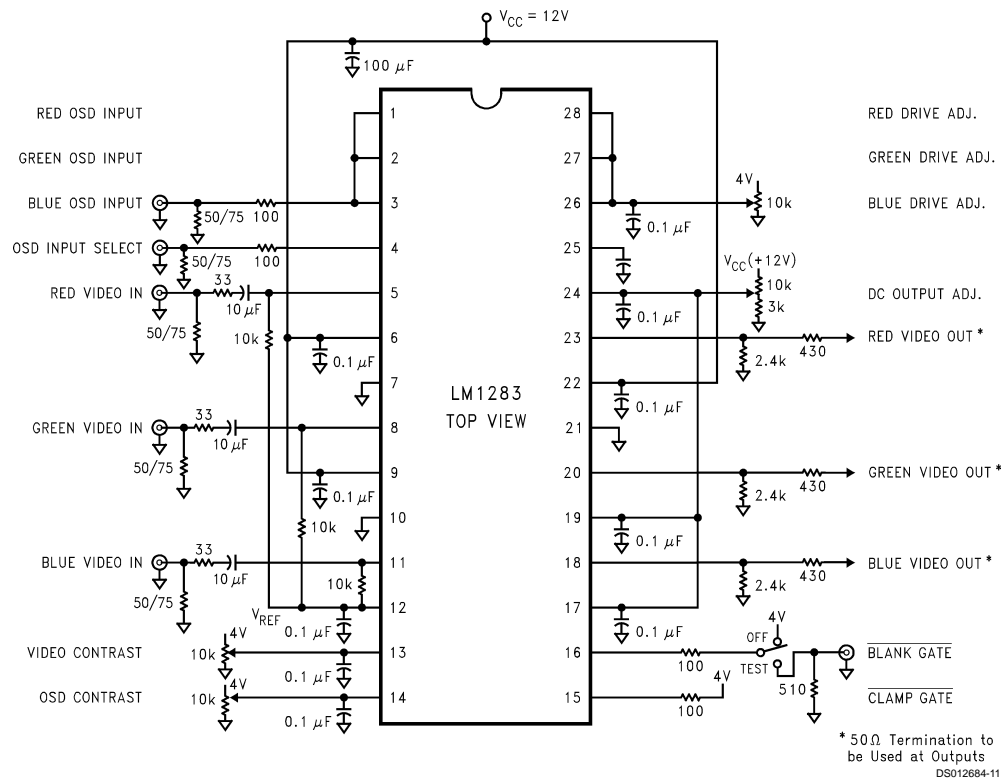 V_CC = 12V
100 μF
RED OSD INPUT 1 28 RED DRIVE ADJ.
GREEN OSD INPUT 2 27 GREEN DRIVE ADJ.
4V
BLUE OSD INPUT 3 26 10k BLUE DRIVE ADJ.
50/75 100 0.1 μF
OSD INPUT SELECT 4 25
50/75 100 V_CC(+12V)
33 10k
RED VIDEO IN 5 24 DC OUTPUT ADJ.
10 μF 3k
50/75 10k 0.1 μF
6 23 RED VIDEO OUT *
0.1 μF 2.4k 430
7 22
LM1283
TOP VIEW
0.1 μF
33
GREEN VIDEO IN 8 21
10 μF
50/75
9 20 GREEN VIDEO OUT *
0.1 μF 2.4k 430
10k
10 19
0.1 μF
33
BLUE VIDEO IN 11 18 BLUE VIDEO OUT *
10 μF 10k 2.4k 430
50/75
12 17
V_REF 0.1 μF 0.1 μF
4V
4V OFF
VIDEO CONTRAST 10k 13 16 BLANK GATE
0.1 μF 100 TEST
4V 4V 510
OSD CONTRAST 10k 14 15 CLAMP GATE
0.1 μF 100
* 50Ω Termination to
be Used at Outputs
DS012684-11